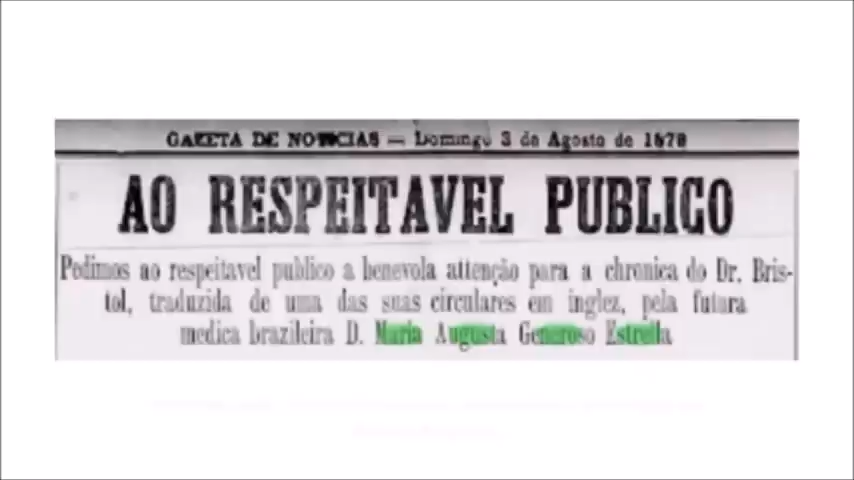 GAZETA DE NOTICIAS — Domingo 3 de Agosto de 1879
AO RESPEITAVEL PUBLICO
Pedimos ao respeitavel publico a benevola attenção para a chronica do Dr. Bris-
tol, traduzida de uma das suas circulares em inglez, pela futura
medica brazileira D. Maria Augusta Generoso Estrella